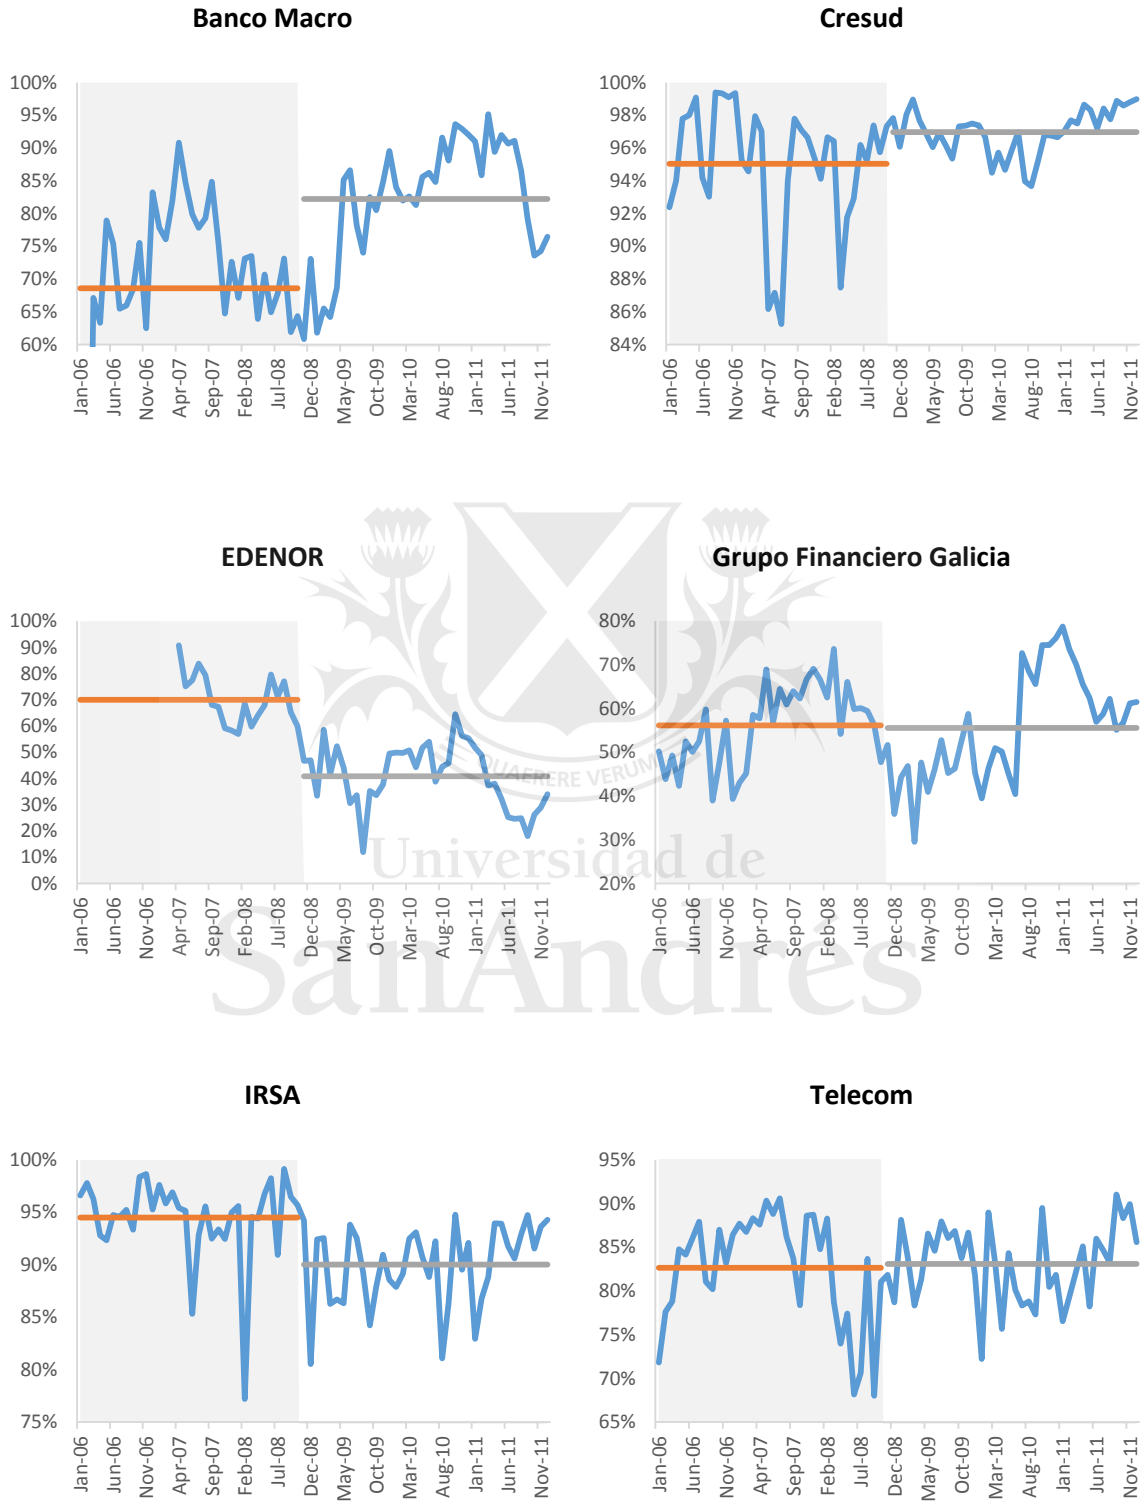 Banco Macro
100%
95%
90%
85%
80%
75%
70%
65%
60%
Jan-06
Jun-06
Nov-06
Apr-07
Sep-07
Feb-08
Jul-08
Dec-08
May-09
Oct-09
Mar-10
Aug-10
Jan-11
Jun-11
Nov-11
Cresud
100%
98%
96%
94%
92%
90%
88%
86%
84%
Jan-06
Jun-06
Nov-06
Apr-07
Sep-07
Feb-08
Jul-08
Dec-08
May-09
Oct-09
Mar-10
Aug-10
Jan-11
Jun-11
Nov-11
EDENOR
100%
90%
80%
70%
60%
50%
40%
30%
20%
10%
0%
Jan-06
Jun-06
Nov-06
Apr-07
Sep-07
Feb-08
Jul-08
Dec-08
May-09
Oct-09
Mar-10
Aug-10
Jan-11
Jun-11
Nov-11
Grupo Financiero Galicia
80%
70%
60%
50%
40%
30%
20%
Jan-06
Jun-06
Nov-06
Apr-07
Sep-07
Feb-08
Jul-08
Dec-08
May-09
Oct-09
Mar-10
Aug-10
Jan-11
Jun-11
Nov-11
QUAERERE VERUM
Universidad de
SanAndrés
IRSA
100%
95%
90%
85%
80%
75%
Jan-06
Jun-06
Nov-06
Apr-07
Sep-07
Feb-08
Jul-08
Dec-08
May-09
Oct-09
Mar-10
Aug-10
Jan-11
Jun-11
Nov-11
Telecom
95%
90%
85%
80%
75%
70%
65%
Jan-06
Jun-06
Nov-06
Apr-07
Sep-07
Feb-08
Jul-08
Dec-08
May-09
Oct-09
Mar-10
Aug-10
Jan-11
Jun-11
Nov-11